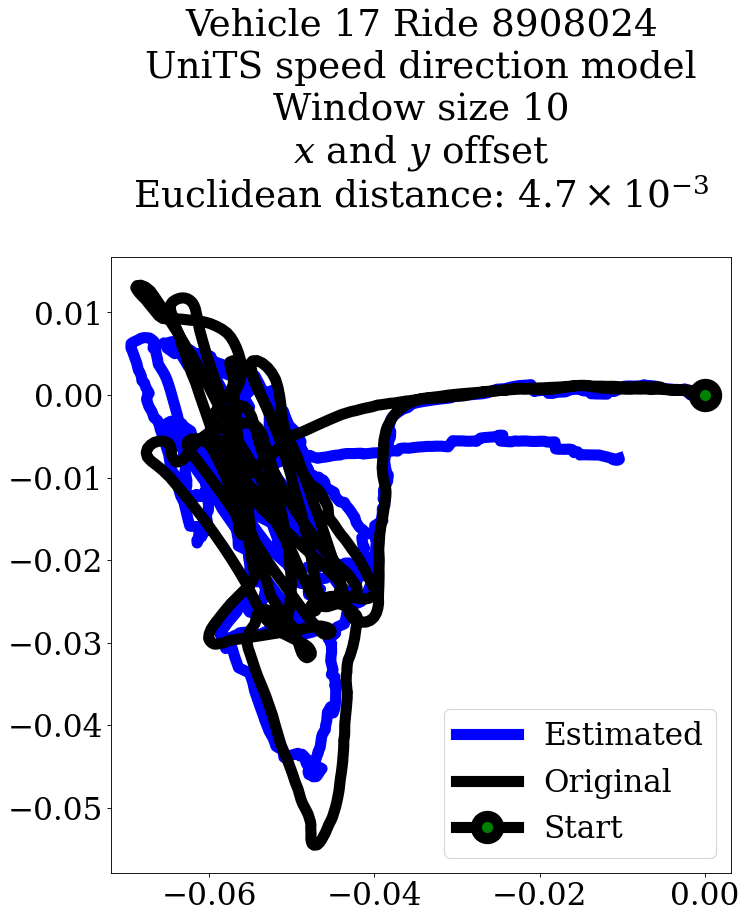 Vehicle 17 Ride 8908024
UniTS speed direction model
Window size 10
x and y offset
Euclidean distance: 4.7 × 10⁻³
0.01
0.00
−0.01
−0.02
−0.03
−0.04
−0.05
Estimated
Original
Start
−0.06
−0.04
−0.02
0.00